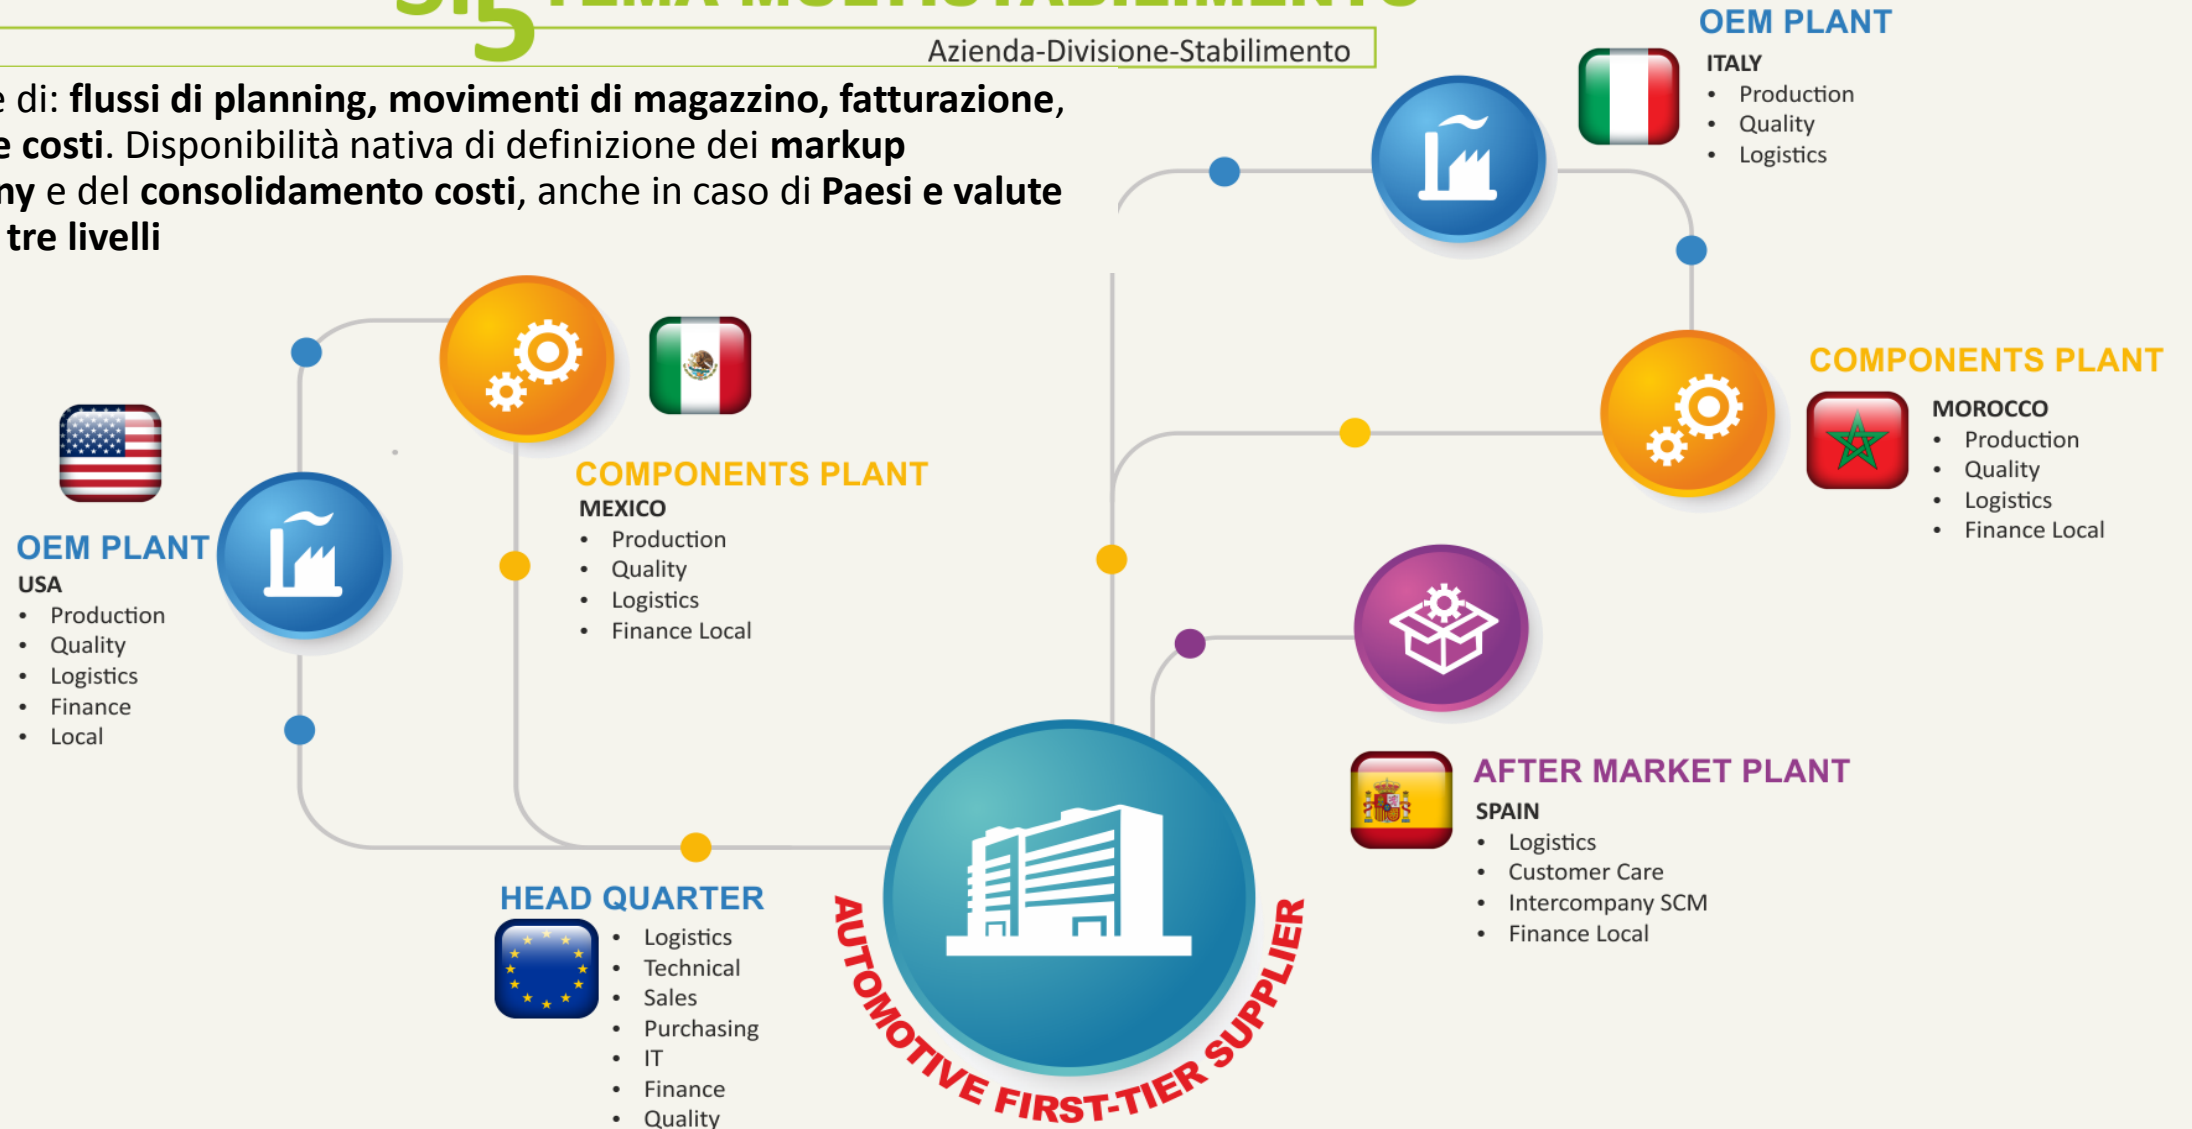 TEMA MULTISTABILIMENTO
Azienda-Divisione-Stabilimento
e di: flussi di planning, movimenti di magazzino, fatturazione,
e costi. Disponibilità nativa di definizione dei markup
ny e del consolidamento costi, anche in caso di Paesi e valute
tre livelli
OEM PLANT
ITALY
• Production
• Quality
• Logistics
COMPONENTS PLANT
MOROCCO
• Production
• Quality
• Logistics
• Finance Local
COMPONENTS PLANT
MEXICO
• Production
• Quality
• Logistics
• Finance Local
OEM PLANT
USA
• Production
• Quality
• Logistics
• Finance
• Local
AFTER MARKET PLANT
SPAIN
• Logistics
• Customer Care
• Intercompany SCM
• Finance Local
HEAD QUARTER
• Logistics
• Technical
• Sales
• Purchasing
• IT
• Finance
• Quality
AUTOMOTIVE FIRST-TIER SUPPLIER